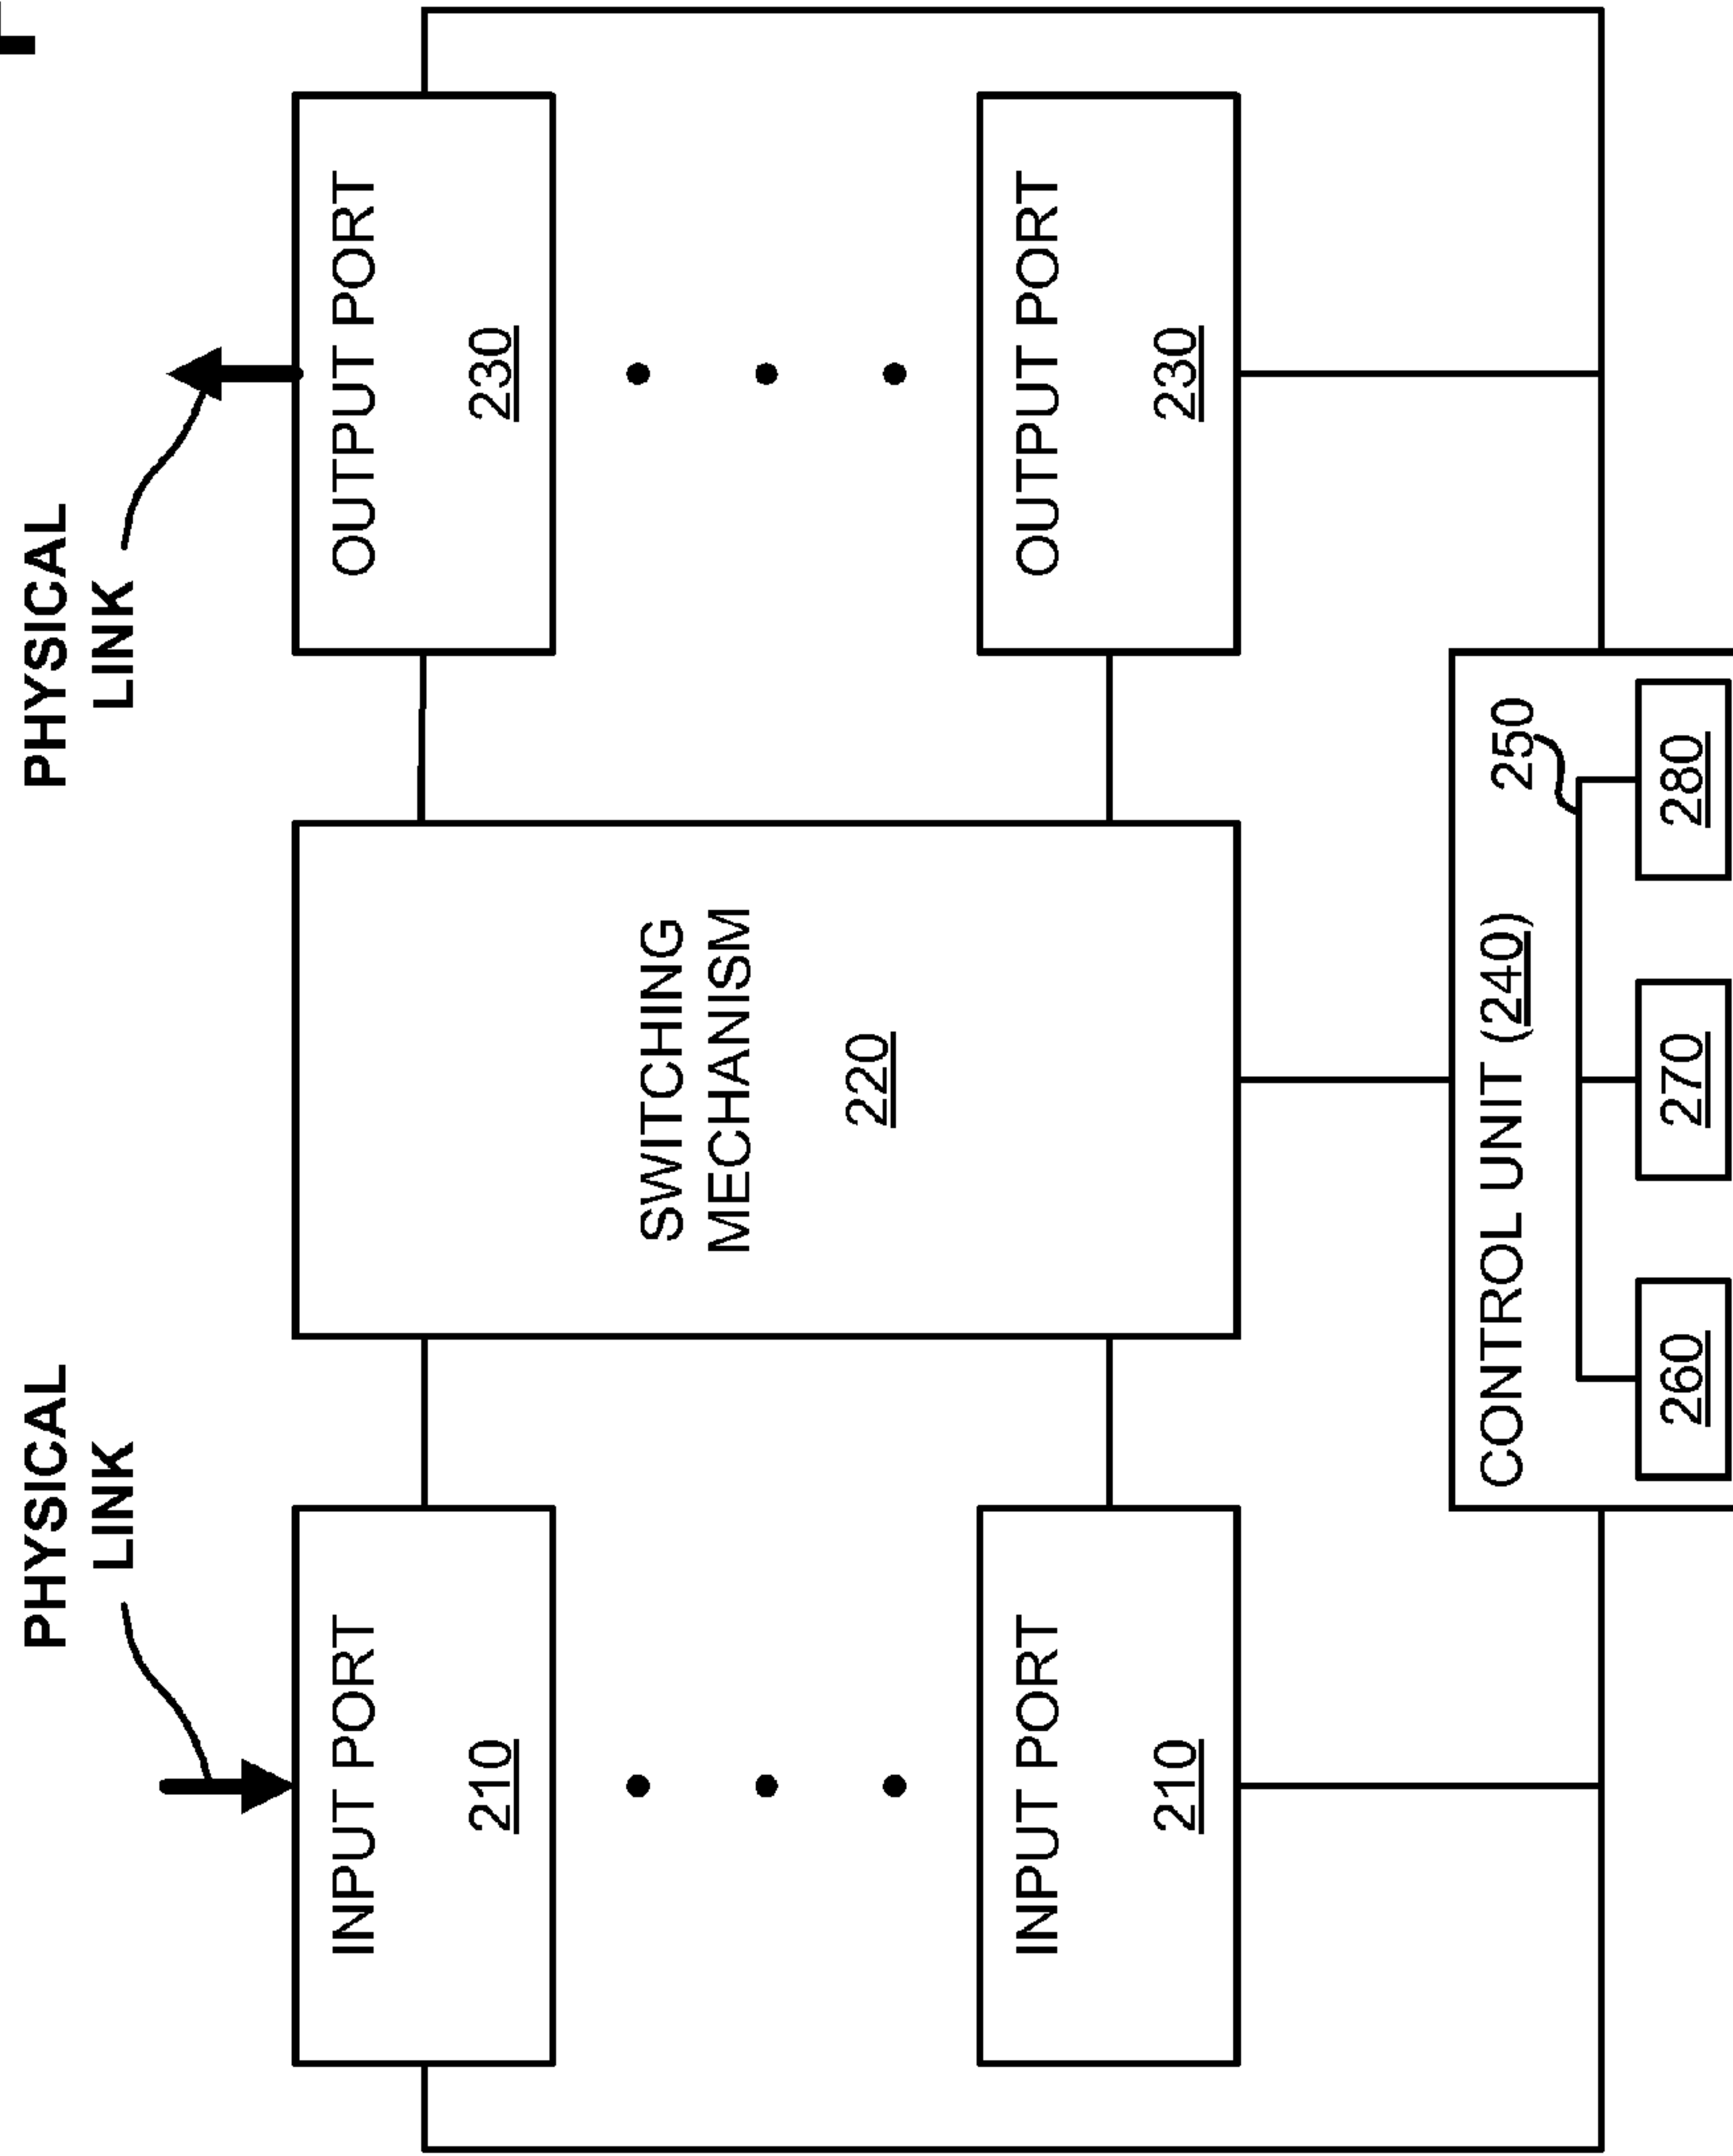 PHYSICAL
LINK
PHYSICAL
LINK
INPUT PORT
210
INPUT PORT
210
SWITCHING
MECHANISM
220
OUTPUT PORT
230
OUTPUT PORT
230
CONTROL UNIT (240)
250
260
270
280